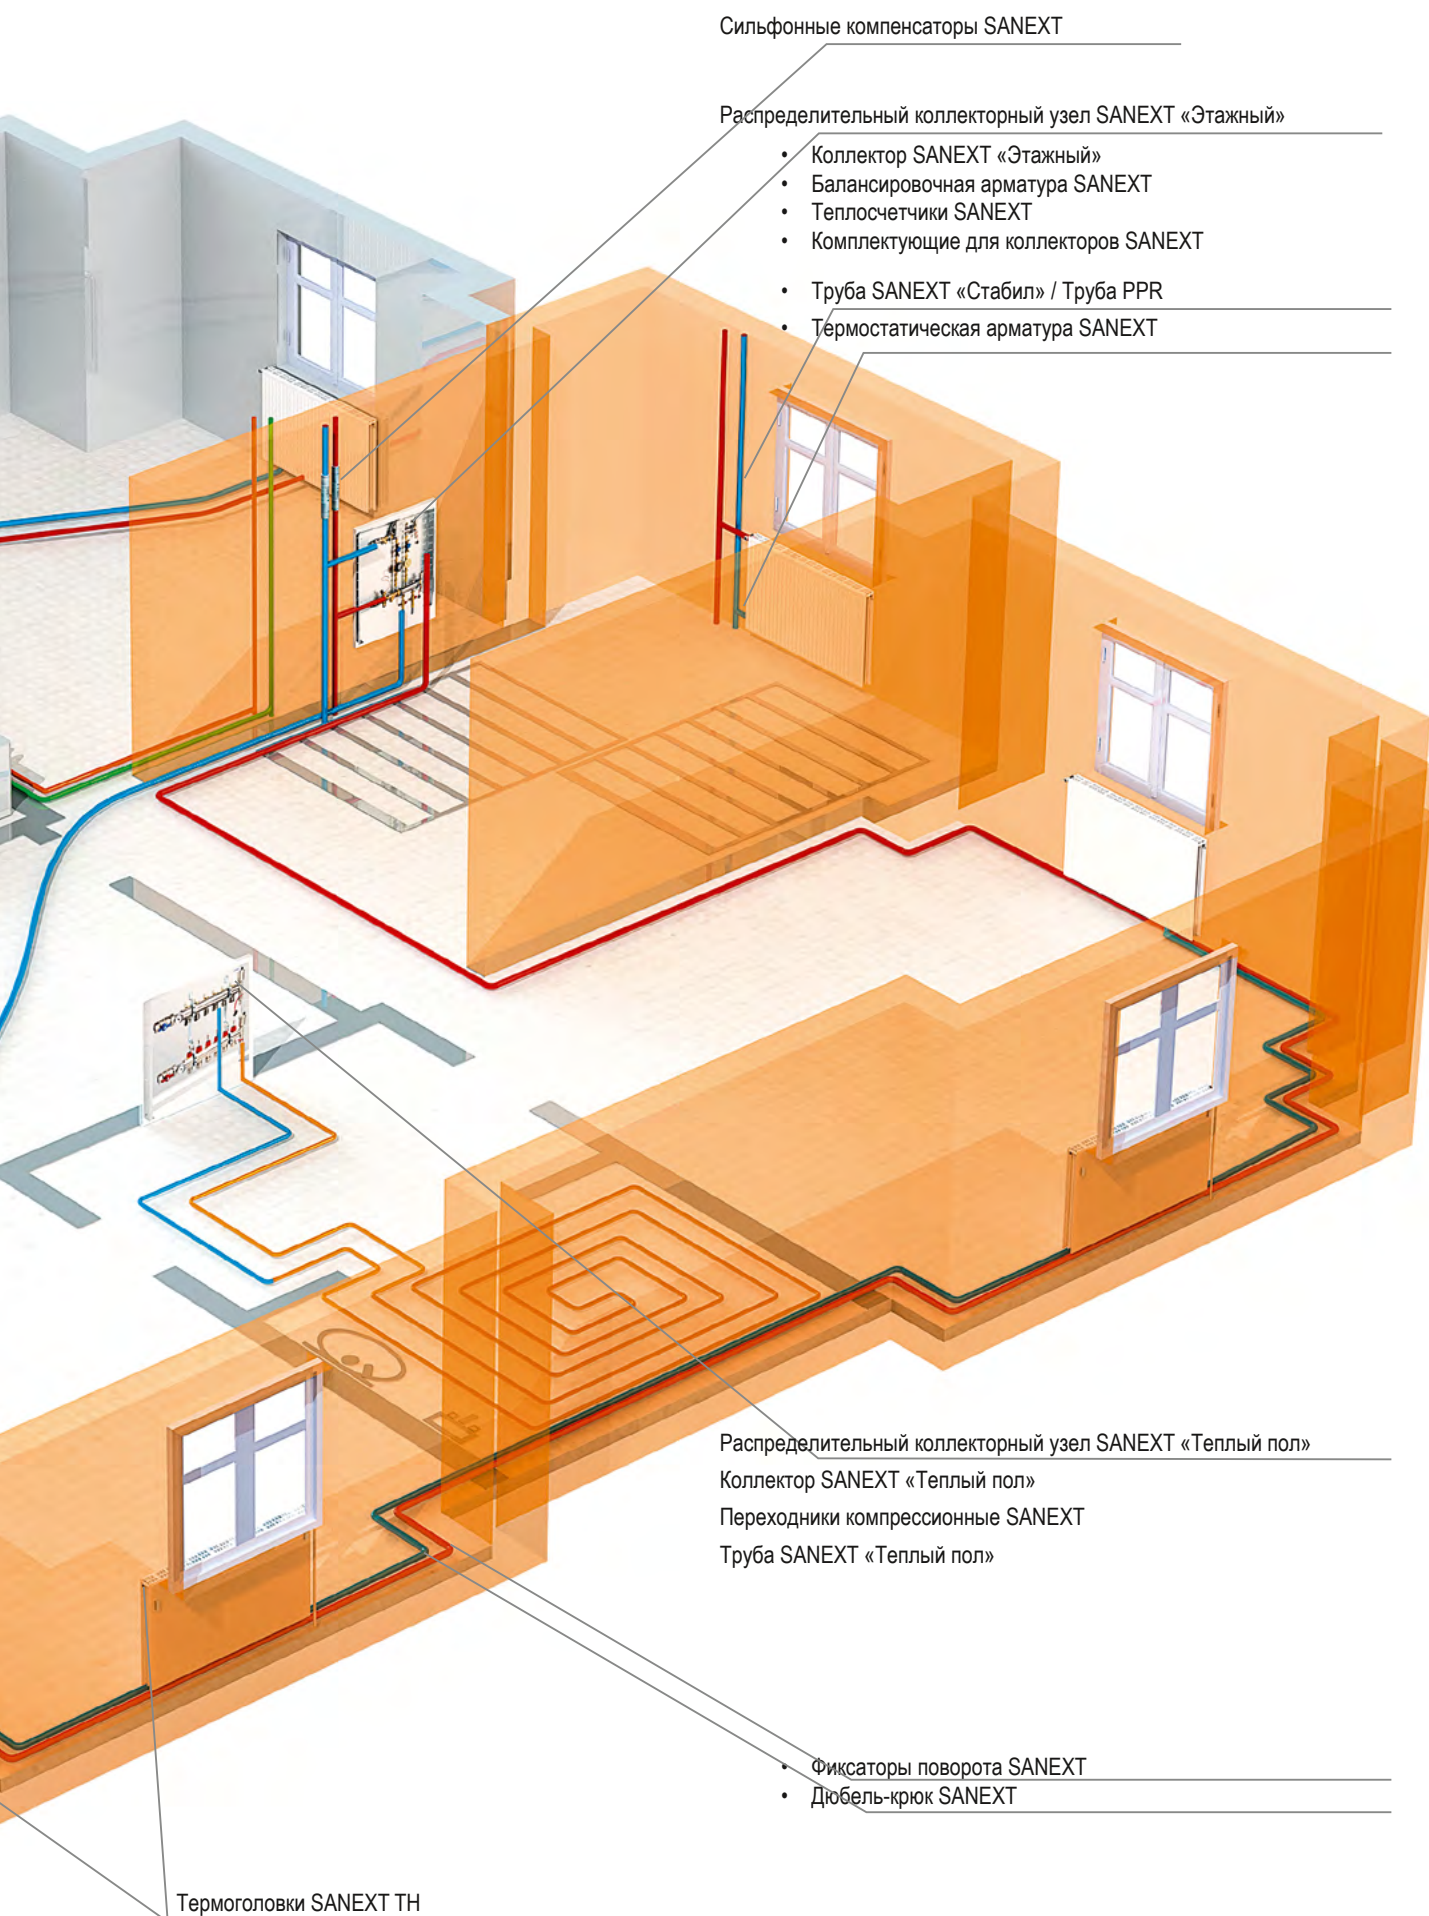 Сильфонные компенсаторы SANEXT
Распределительный коллекторный узел SANEXT «Этажный»
• Коллектор SANEXT «Этажный»
• Балансировочная арматура SANEXT
• Теплосчетчики SANEXT
• Комплектующие для коллекторов SANEXT
• Труба SANEXT «Стабил» / Труба PPR
• Термостатическая арматура SANEXT
Распределительный коллекторный узел SANEXT «Теплый пол»
Коллектор SANEXT «Теплый пол»
Переходники компрессионные SANEXT
Труба SANEXT «Теплый пол»
• Фиксаторы поворота SANEXT
• Дюбель-крюк SANEXT
Термоголовки SANEXT TH